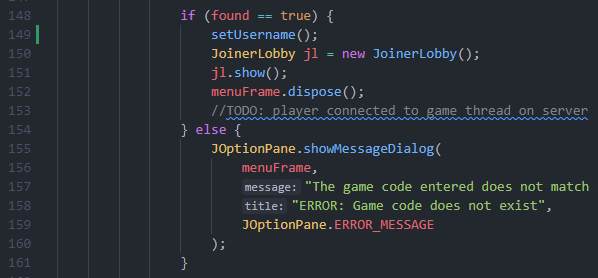 148 if (found == true) {
149 setUsername();
150 JoinerLobby jl = new JoinerLobby();
151 jl.show();
152 menuFrame.dispose();
153 //TODO: player connected to game thread on server
154 } else {
155 JOptionPane.showMessageDialog(
156 menuFrame,
157 message: "The game code entered does not match
158 title: "ERROR: Game code does not exist",
159 JOptionPane.ERROR_MESSAGE
160 );
161 }